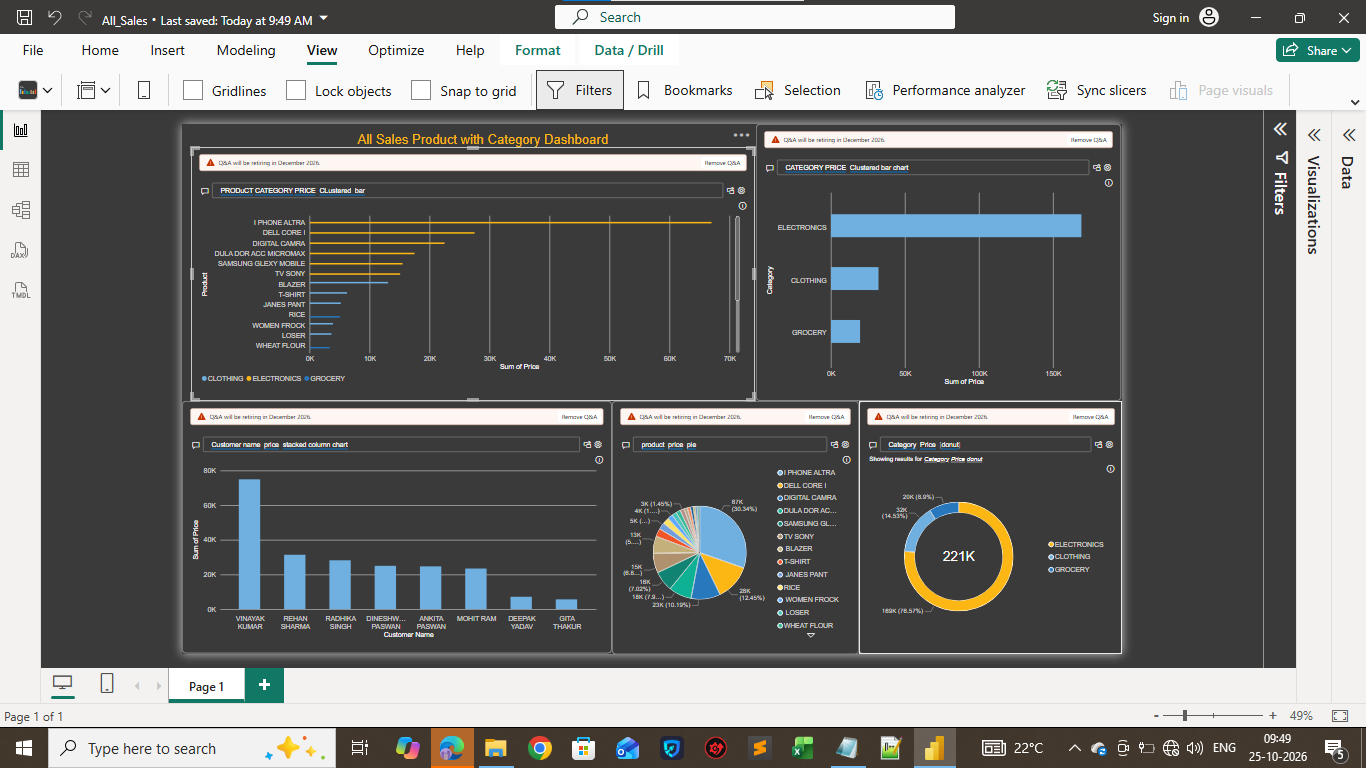 All_Sales • Last saved: Today at 9:49 AM
Search
Sign in
File Home Insert Modeling View Optimize Help Format Data / Drill
Share
Gridlines Lock objects Snap to grid Filters Bookmarks Selection Performance analyzer Sync slicers Page visuals
All Sales Product with Category Dashboard
Q&A will be retiring in December 2026. Remove Q&A
PRODuCT CATEGORY PRICE CLustered bar
Product
I PHONE ALTRA
DELL CORE I
DIGITAL CAMRA
DULA DOR ACC MICROMAX
SAMSUNG GLEXY MOBILE
TV SONY
BLAZER
T-SHIRT
JANES PANT
RICE
WOMEN FROCK
LOSER
WHEAT FLOUR
0K 10K 20K 30K 40K 50K 60K 70K
Sum of Price
CLOTHING ELECTRONICS GROCERY
Q&A will be retiring in December 2026. Remove Q&A
CATEGORY PRICE Clustered bar chart
Category
ELECTRONICS
CLOTHING
GROCERY
0K 50K 100K 150K
Sum of Price
Filters
Visualizations
Data
Q&A will be retiring in December 2026. Remove Q&A
Customer name price stacked column chart
Sum of Price
80K
60K
40K
20K
0K
VINAYAK KUMAR
REHAN SHARMA
RADHIKA SINGH
DINESHW... PASWAN
ANKITA PASWAN
MOHIT RAM
DEEPAK YADAV
GITA THAKUR
Customer Name
Q&A will be retiring in December 2026. Remove Q&A
product price pie
67K (30.34%)
28K (12.45%)
23K (10.19%)
18K (7.9...)
16K (7.02%)
15K (6.8...)
13K (5....)
5K (...)
4K (1....)
3K (1.45%)
I PHONE ALTRA
DELL CORE I
DIGITAL CAMRA
DULA DOR AC...
SAMSUNG GL...
TV SONY
BLAZER
T-SHIRT
JANES PANT
RICE
WOMEN FROCK
LOSER
WHEAT FLOUR
Q&A will be retiring in December 2026. Remove Q&A
Category Price donut
Showing results for Category Price donut
20K (8.9%)
32K (14.53%)
221K
169K (76.57%)
ELECTRONICS
CLOTHING
GROCERY
Page 1
Page 1 of 1
- + 49%
Type here to search
22°C
ENG
09:49
25-10-2026
5